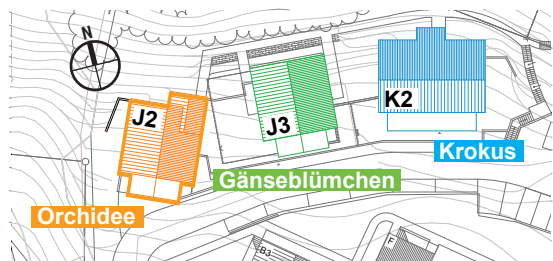 N
J2
J3
K2
Krokus
Gänseblümchen
Orchidee
B3
F